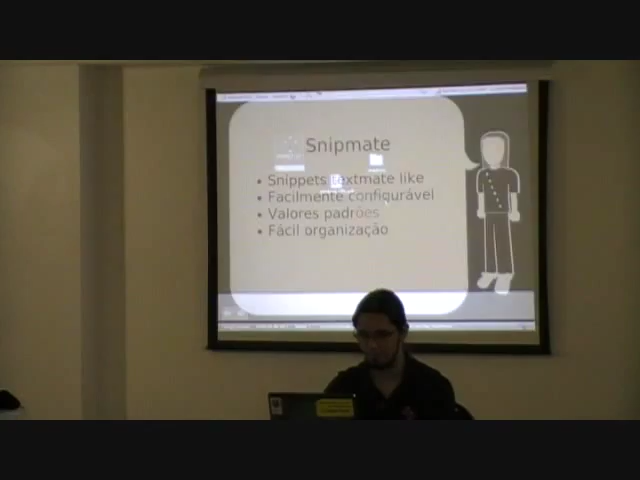 Snipmate
• Snippets textmate like
• Facilmente configurável
• Valores padrões
• Fácil organização